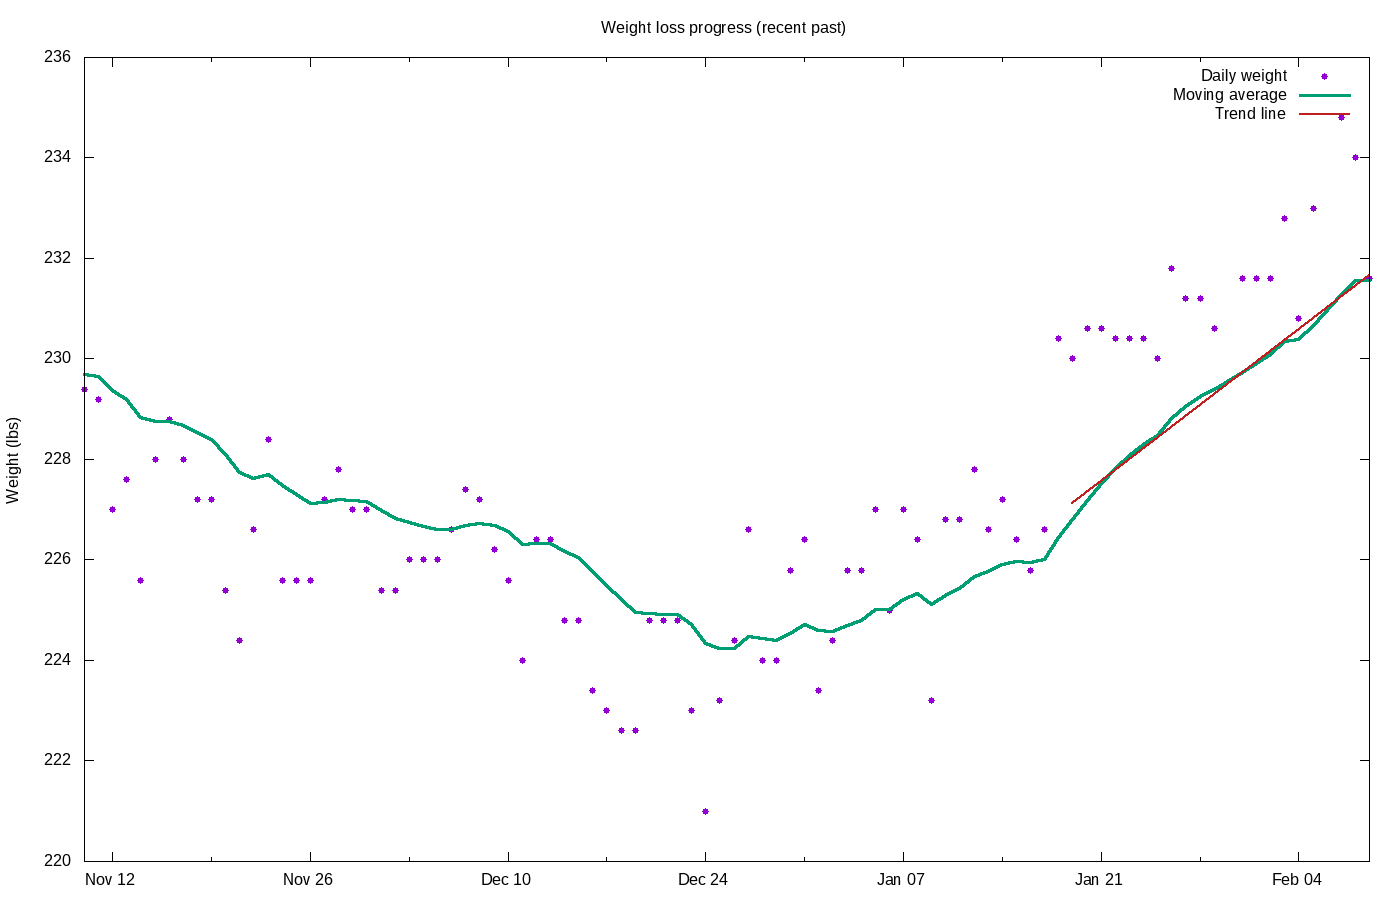 Weight loss progress (recent past)
236
234
232
230
228
226
224
222
220
Weight (lbs)
Daily weight
Moving average
Trend line
Nov 12 Nov 26 Dec 10 Dec 24 Jan 07 Jan 21 Feb 04